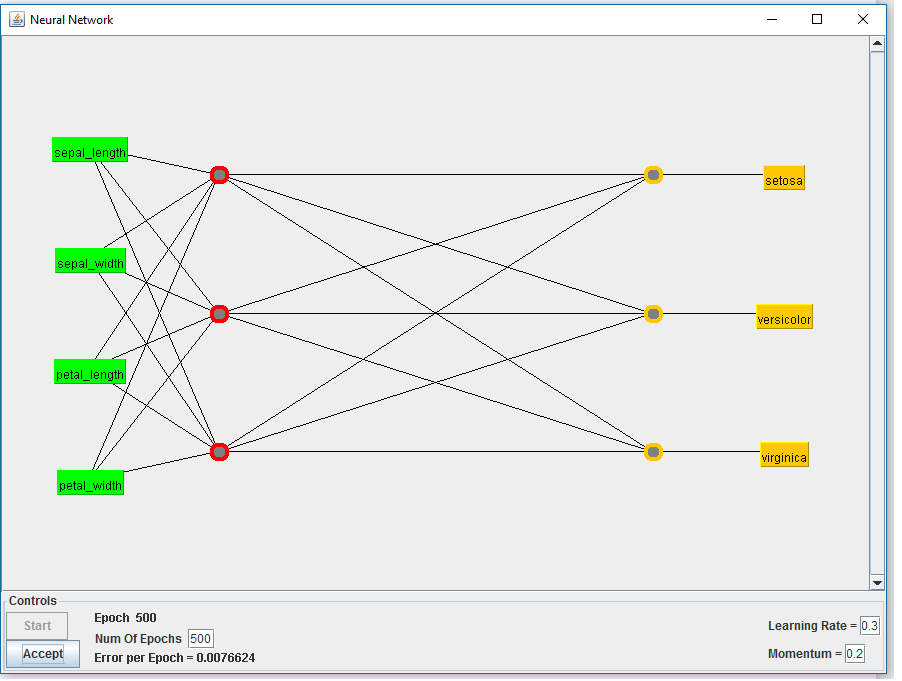 Neural Network
sepal_length
setosa
sepal_width
versicolor
petal_length
virginica
petal_width
Controls
Start
Epoch 500
Num Of Epochs 500
Learning Rate = 0.3
Accept
Error per Epoch = 0.0076624
Momentum = 0.2